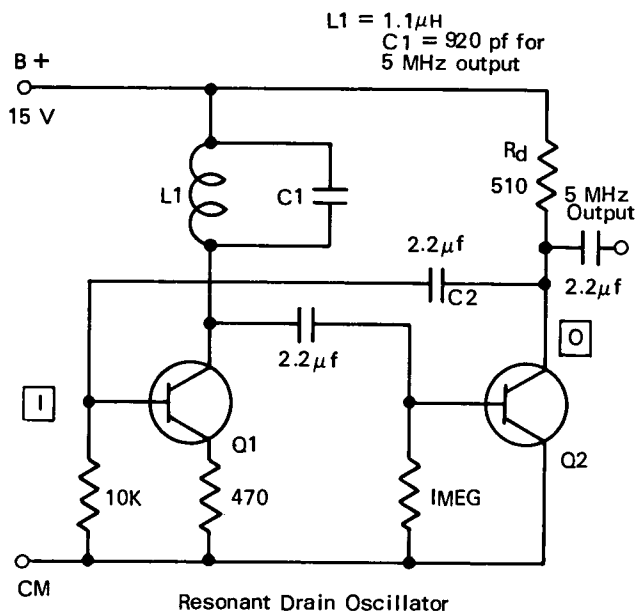 L1 = 1.1μH
C1 = 920 pf for
5 MHz output
B +
15 V
Rd
510
L1
C1
5 MHz
Output
2.2μf
2.2μf
C2
O
2.2μf
I
Q1
Q2
10K
470
IMEG
CM
Resonant Drain Oscillator